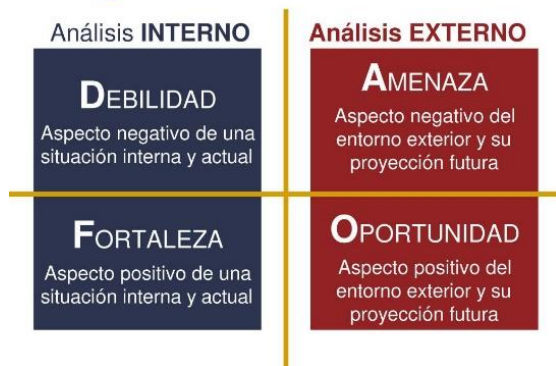 Análisis INTERNO
DEBILIDAD
Aspecto negativo de una
situación interna y actual
FORTALEZA
Aspecto positivo de una
situación interna y actual
Análisis EXTERNO
AMENAZA
Aspecto negativo del
entorno exterior y su
proyección futura
OPORTUNIDAD
Aspecto positivo del
entorno exterior y su
proyección futura